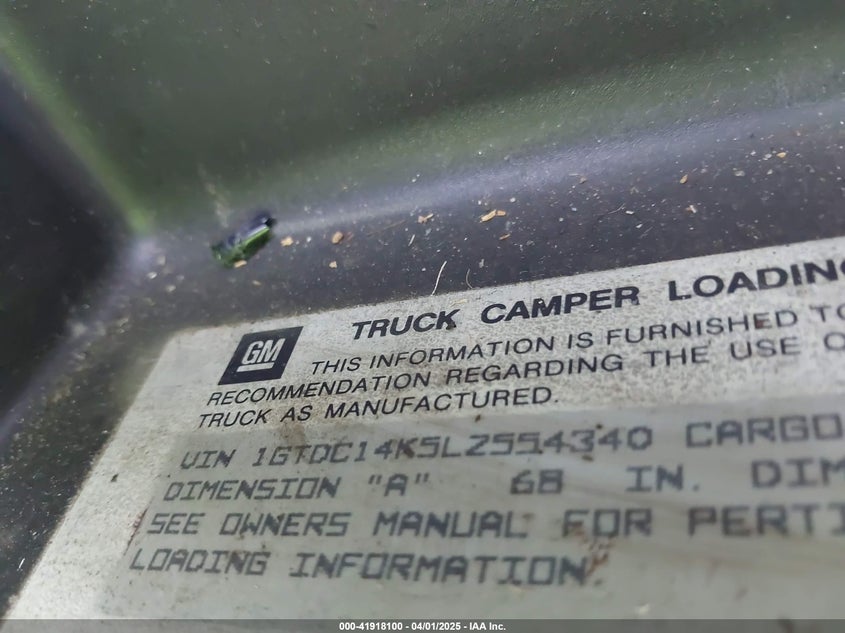 GM
TRUCK CAMPER LOADING
THIS INFORMATION IS FURNISHED TO
RECOMMENDATION REGARDING THE USE O
TRUCK AS MANUFACTURED.
VIN 1GTDC14K5LZ554340 CARGO
DIMENSION "A" 68 IN. DIM
SEE OWNERS MANUAL FOR PERTI
LOADING INFORMATION.
000-41918100 - 04/01/2025 - IAA Inc.